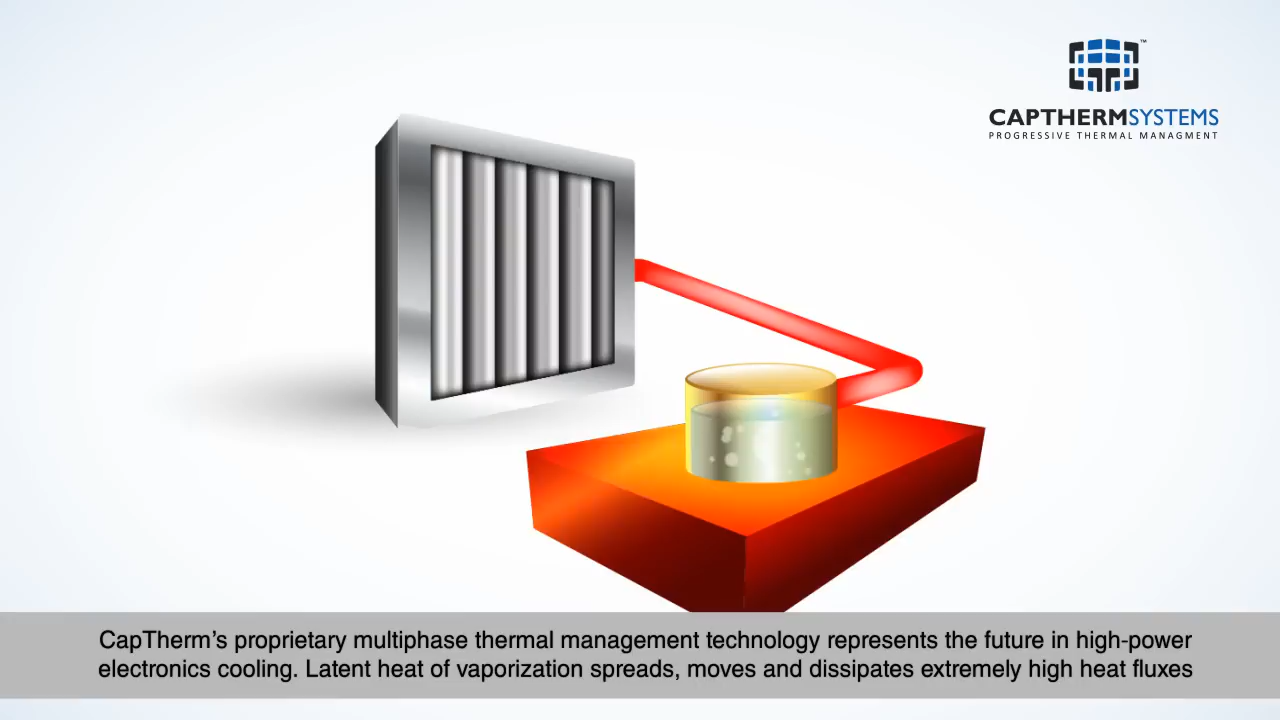 ™
CAPTHERMSYSTEMS
PROGRESSIVE THERMAL MANAGMENT
CapTherm’s proprietary multiphase thermal management technology represents the future in high-power
electronics cooling. Latent heat of vaporization spreads, moves and dissipates extremely high heat fluxes